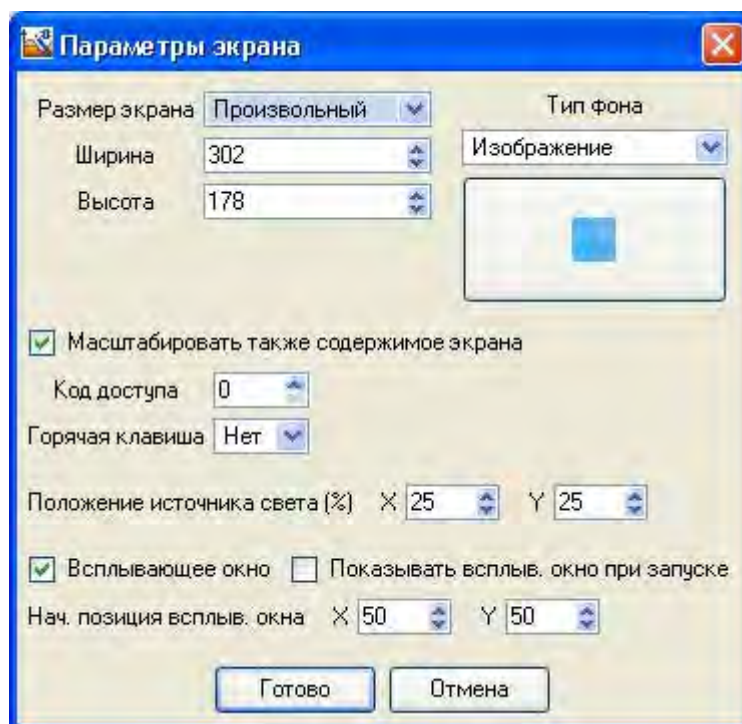 Параметры экрана
Размер экрана Произвольный Тип фона
Ширина 302 Изображение
Высота 178
Масштабировать также содержимое экрана
Код доступа 0
Горячая клавиша Нет
Положение источника света (%) X 25 Y 25
Всплывающее окно Показывать всплыв. окно при запуске
Нач. позиция всплыв. окна X 50 Y 50
Готово Отмена